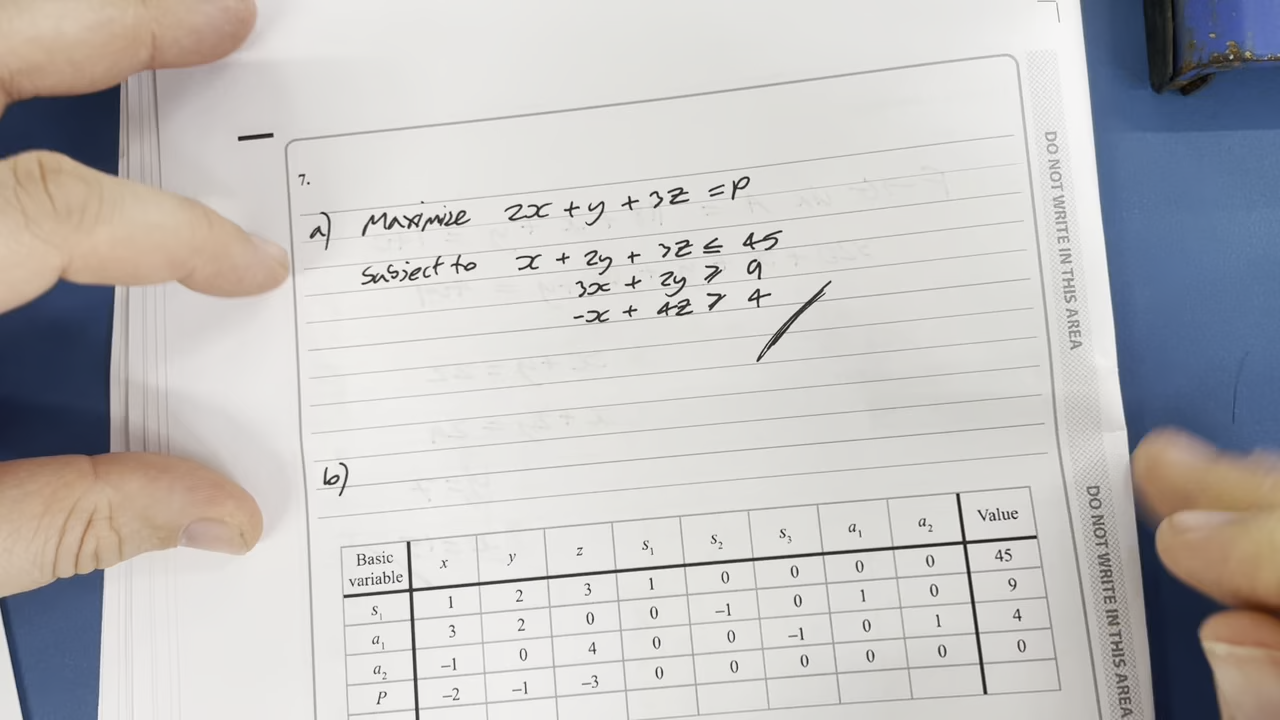 7.
a) Maximize 2x + y + 3z = P
Subject to x + 2y + 3z ≤ 45
3x + 2y ≥ 9
-x + 4z ≥ 4
b)
Basic variable x y z s₁ s₂ s₃ a₁ a₂ Value
s₁ 1 2 3 1 0 0 0 0 45
a₁ 3 2 0 0 –1 0 1 0 9
a₂ –1 0 4 0 0 –1 0 1 4
P –2 –1 –3 0 0 0 0 0 0
DO NOT WRITE IN THIS AREA
DO NOT WRITE IN THIS AREA